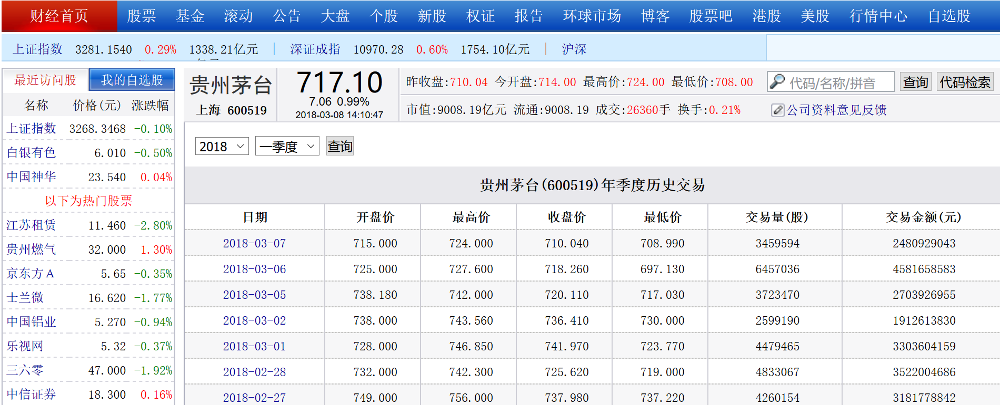 财经首页 股票 基金 滚动 公告 大盘 个股 新股 权证 报告 环球市场 博客 股票吧 港股 美股 行情中心 自选股
上证指数 3281.1540 0.29% 1338.21亿元 | 深证成指 10970.28 0.60% 1754.10亿元 | 沪深
最近访问股 我的自选股
名称 价格(元) 涨跌幅
上证指数 3268.3468 -0.10%
白银有色 6.010 -0.50%
中国神华 23.540 0.04%
以下为热门股票
江苏租赁 11.460 -2.80%
贵州燃气 32.000 1.30%
京东方A 5.65 -0.35%
士兰微 16.620 -1.77%
中国铝业 5.270 -0.94%
乐视网 5.32 -0.37%
三六零 47.000 -1.92%
中信证券 18.300 0.16%
贵州茅台
上海 600519
717.10
7.06 0.99%
2018-03-08 14:10:47
昨收盘:710.04 今开盘:714.00 最高价:724.00 最低价:708.00
市值:9008.19亿元 流通:9008.19 成交:26360手 换手:0.21%
代码/名称/拼音 查询 代码检索
公司资料意见反馈
2018 一季度 查询
贵州茅台(600519)年季度历史交易
日期 开盘价 最高价 收盘价 最低价 交易量(股) 交易金额(元)
2018-03-07 715.000 724.000 710.040 708.990 3459594 2480929043
2018-03-06 725.000 727.600 718.260 697.130 6457036 4581658583
2018-03-05 738.180 742.000 720.110 717.030 3723470 2703926955
2018-03-02 738.000 743.560 736.410 730.000 2599190 1912613830
2018-03-01 728.000 746.850 741.970 723.770 4479465 3303604159
2018-02-28 732.000 742.300 725.620 719.000 4833067 3522004686
2018-02-27 749.000 756.000 737.980 737.220 4260154 3181778842